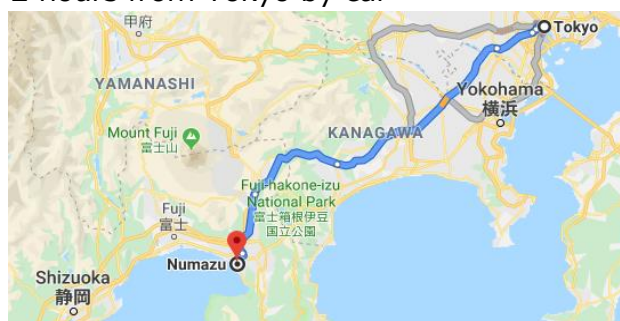 2 hours from Tokyo by car
甲府
Tokyo
YAMANASHI
Yokohama
横浜
Mount Fuji
富士山
KANAGAWA
Fuji-hakone-izu
National Park
富士箱根伊豆
国立公園
Fuji
富士
Numazu
Shizuoka
静岡